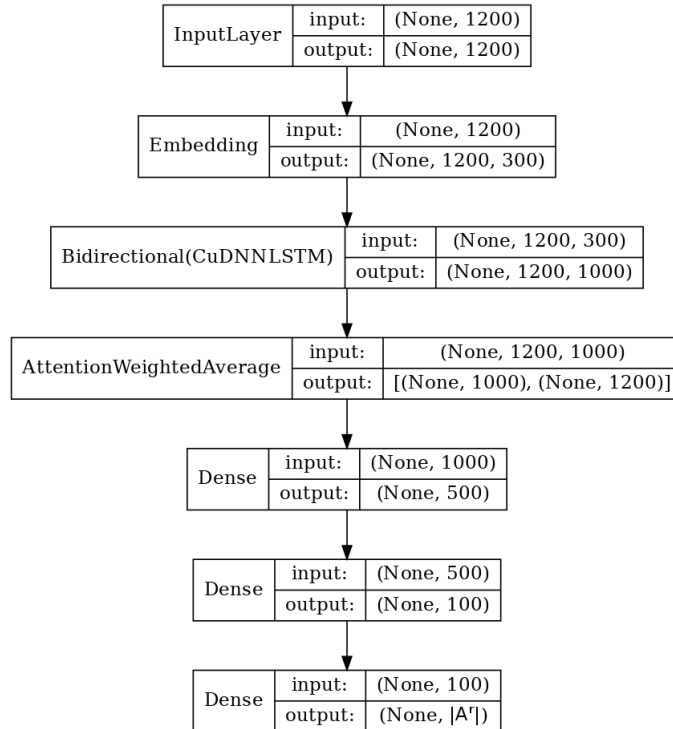 InputLayer
input: (None, 1200)
output: (None, 1200)
Embedding
input: (None, 1200)
output: (None, 1200, 300)
Bidirectional(CuDNNLSTM)
input: (None, 1200, 300)
output: (None, 1200, 1000)
AttentionWeightedAverage
input: (None, 1200, 1000)
output: [(None, 1000), (None, 1200)]
Dense
input: (None, 1000)
output: (None, 500)
Dense
input: (None, 500)
output: (None, 100)
Dense
input: (None, 100)
output: (None, |Aʳ|)